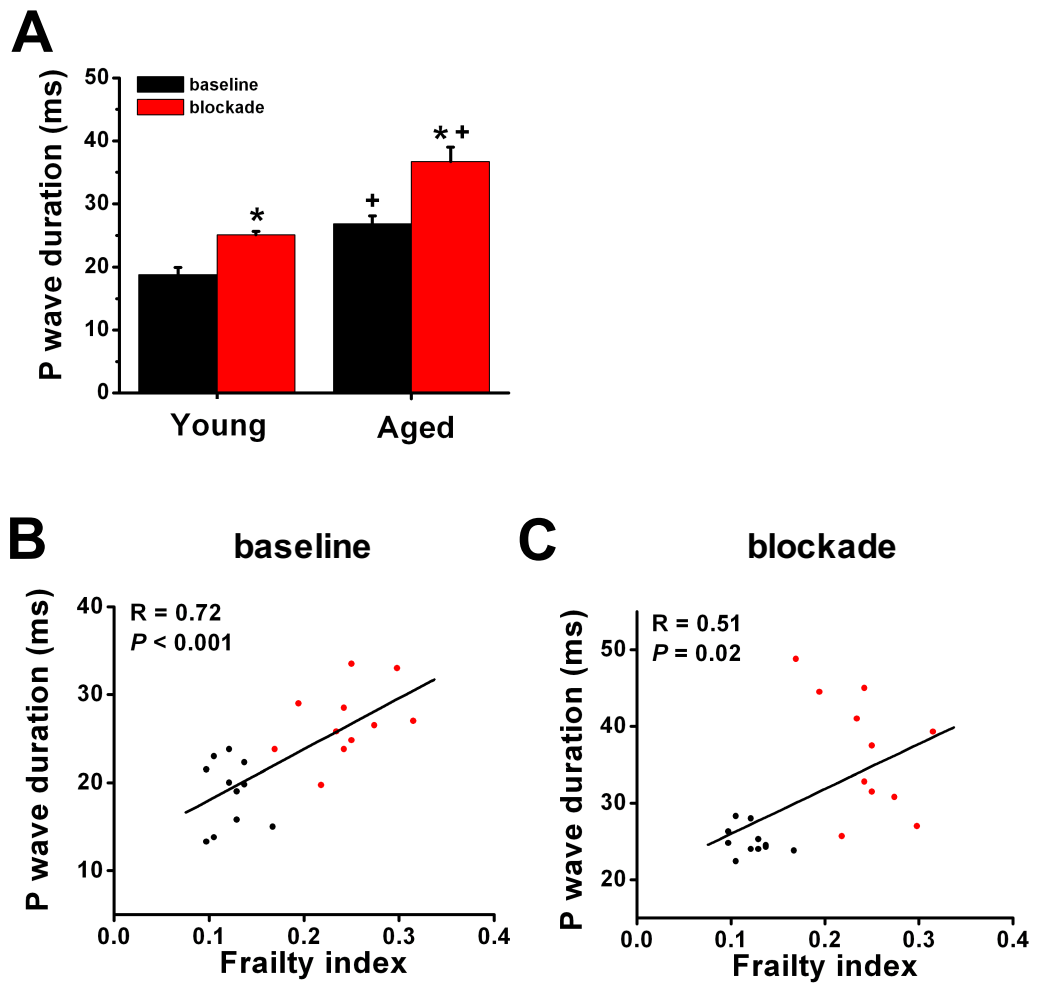 A
P wave duration (ms)
50
40
30
20
10
0
baseline
blockade
*
+
* +
Young
Aged
B
baseline
P wave duration (ms)
40
30
20
10
R = 0.72
P < 0.001
0.0
0.1
0.2
0.3
0.4
Frailty index
C
blockade
P wave duration (ms)
50
40
30
20
R = 0.51
P = 0.02
0.0
0.1
0.2
0.3
0.4
Frailty index